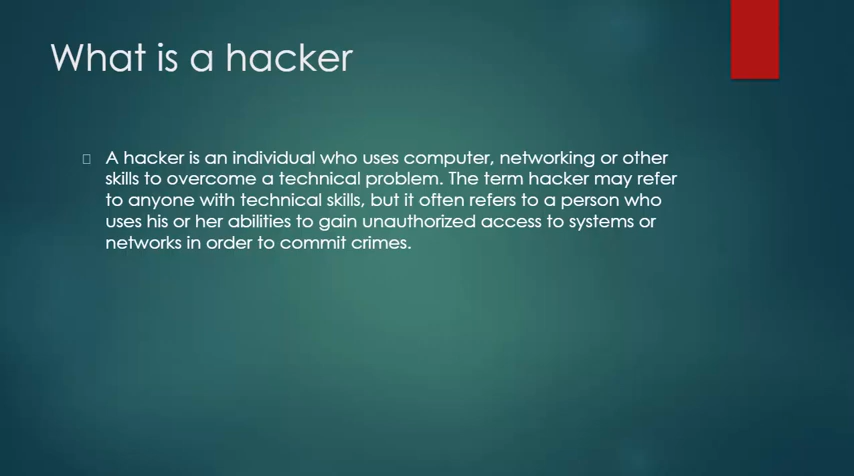 What is a hacker
A hacker is an individual who uses computer, networking or other
skills to overcome a technical problem. The term hacker may refer
to anyone with technical skills, but it often refers to a person who
uses his or her abilities to gain unauthorized access to systems or
networks in order to commit crimes.